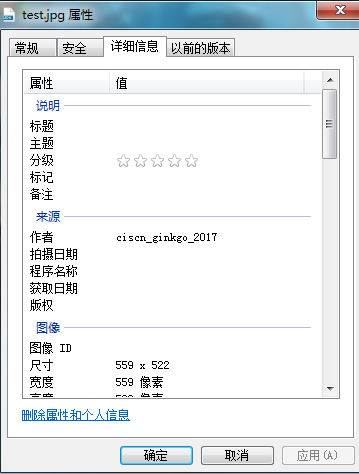 test.jpg 属性
常规 安全 详细信息 以前的版本
属性 值
说明
标题
主题
分级
标记
备注
来源
作者 ciscn_ginkgo_2017
拍摄日期
程序名称
获取日期
版权
图像
图像 ID
尺寸 559 x 522
宽度 559 像素
删除属性和个人信息
确定 取消 应用(A)